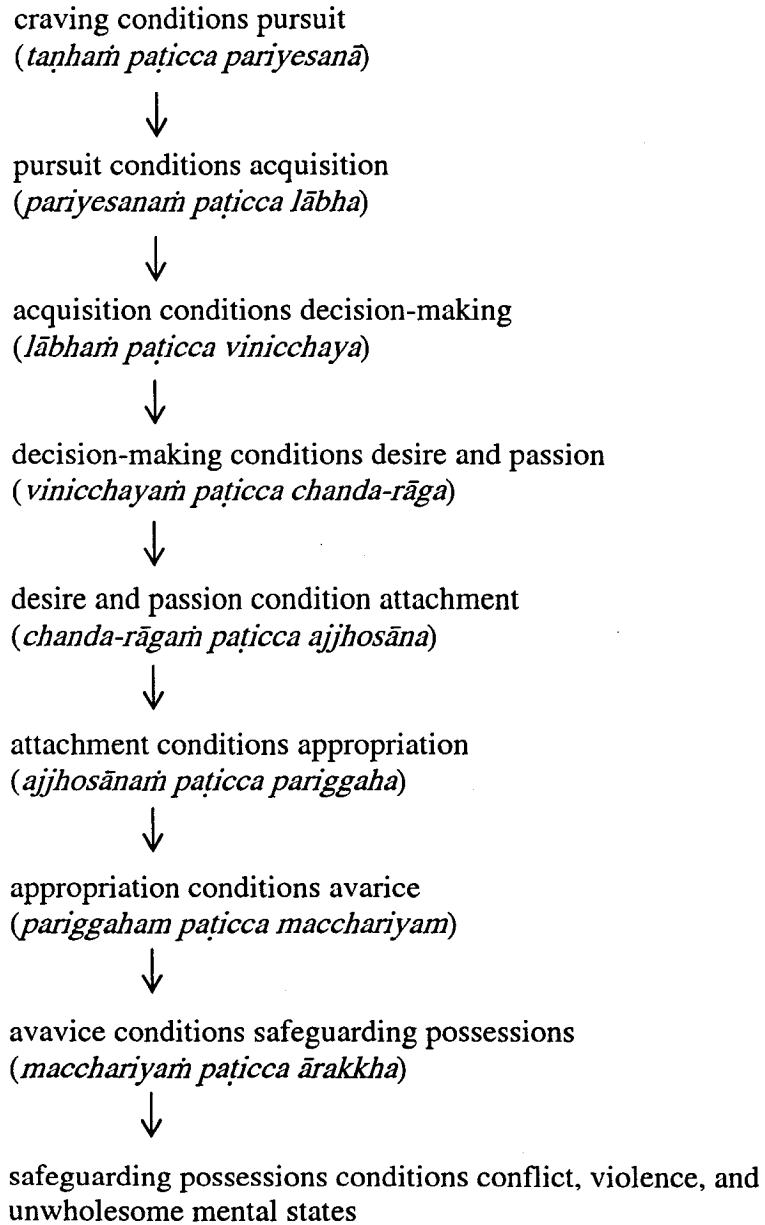 craving conditions pursuit
(taṇhaṁ paṭicca pariyesanā)
↓
pursuit conditions acquisition
(pariyesanaṁ paṭicca lābha)
↓
acquisition conditions decision-making
(lābhaṁ paṭicca vinicchaya)
↓
decision-making conditions desire and passion
(vinicchayaṁ paṭicca chanda-rāga)
↓
desire and passion condition attachment
(chanda-rāgaṁ paṭicca ajjhosāna)
↓
attachment conditions appropriation
(ajjhosānaṁ paṭicca pariggaha)
↓
appropriation conditions avarice
(pariggaham paṭicca macchariyam)
↓
avavice conditions safeguarding possessions
(macchariyaṁ paṭicca ārakkha)
↓
safeguarding possessions conditions conflict, violence, and
unwholesome mental states